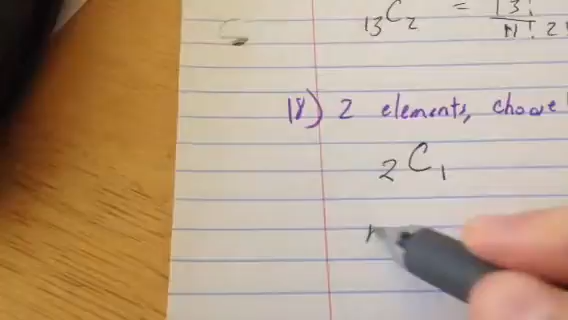 ₁₃C₂ = 13!/11! 2
18) 2 elements, choose
₂C₁